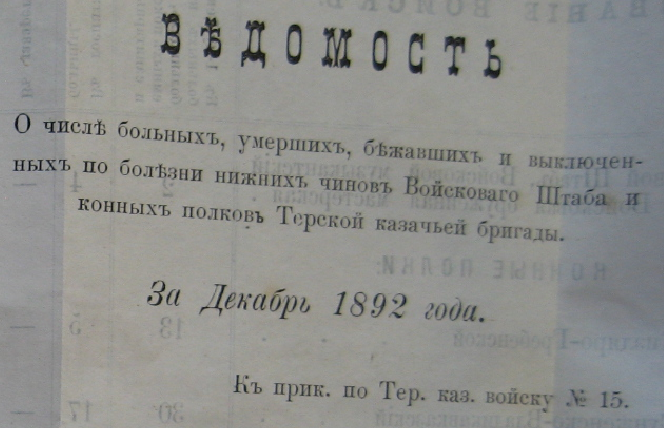 ВѢДОМОСТЬ
О числѣ больныхъ, умершихъ, бѣжавшихъ и выключен-
ныхъ по болѣзни нижнихъ чиновъ Войсковаго Штаба и
конныхъ полковъ Терской казачьей бригады.
За Декабрь 1892 года.
Къ прик. по Тер. каз. войску № 15.